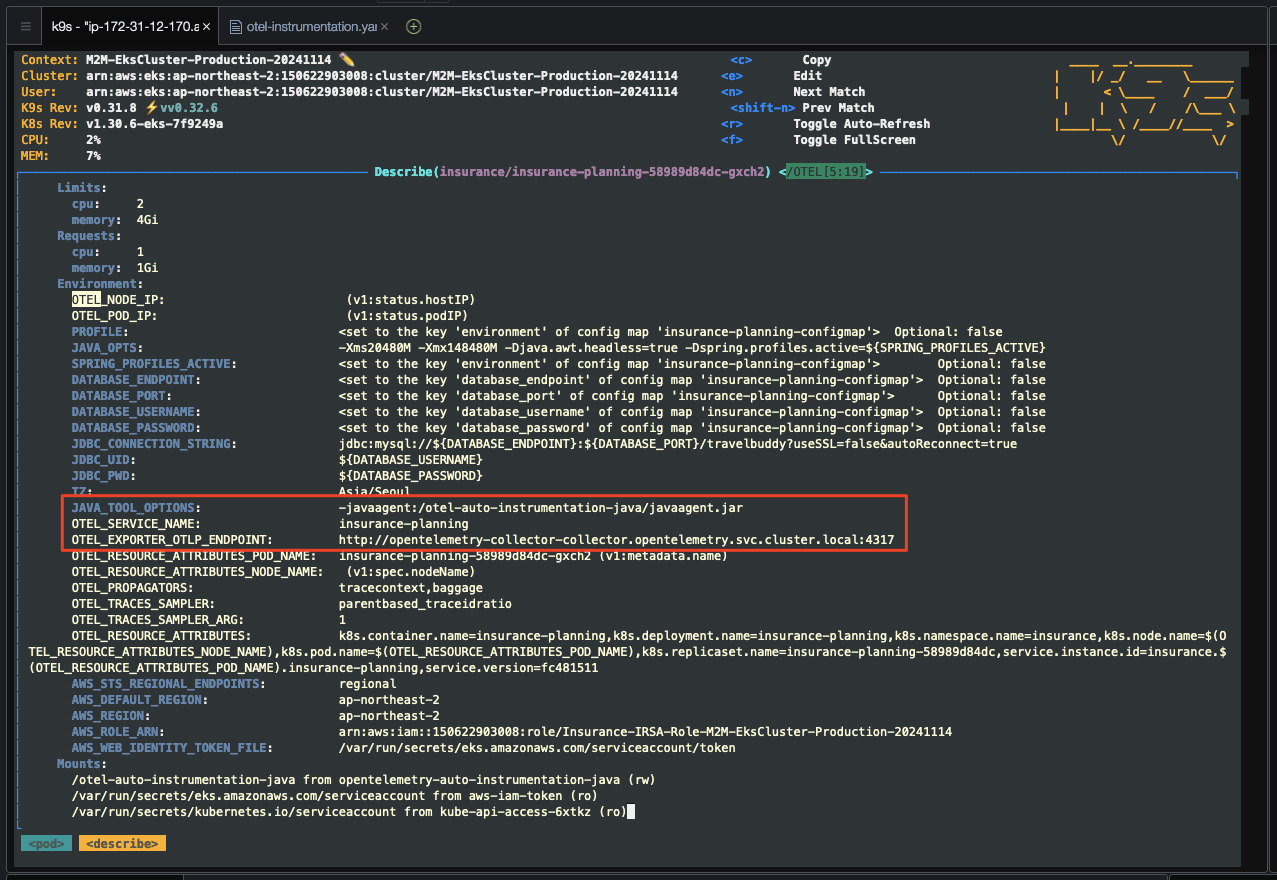 k9s - "ip-172-31-12-170.a ×
otel-instrumentation.yar ×
Context: M2M-EksCluster-Production-20241114 ✏️
<c> Copy
Cluster: arn:aws:eks:ap-northeast-2:150622903008:cluster/M2M-EksCluster-Production-20241114
<e> Edit
User: arn:aws:eks:ap-northeast-2:150622903008:cluster/M2M-EksCluster-Production-20241114
<n> Next Match
K9s Rev: v0.31.8 ⚡vv0.32.6
<shift-n> Prev Match
K8s Rev: v1.30.6-eks-7f9249a
<r> Toggle Auto-Refresh
CPU: 2%
<f> Toggle FullScreen
MEM: 7%
Describe(insurance/insurance-planning-58989d84dc-gxch2) </OTEL[5:19]>
Limits:
cpu: 2
memory: 4Gi
Requests:
cpu: 1
memory: 1Gi
Environment:
OTEL_NODE_IP: (v1:status.hostIP)
OTEL_POD_IP: (v1:status.podIP)
PROFILE: <set to the key 'environment' of config map 'insurance-planning-configmap'> Optional: false
JAVA_OPTS: -Xms20480M -Xmx148480M -Djava.awt.headless=true -Dspring.profiles.active=${SPRING_PROFILES_ACTIVE}
SPRING_PROFILES_ACTIVE: <set to the key 'environment' of config map 'insurance-planning-configmap'> Optional: false
DATABASE_ENDPOINT: <set to the key 'database_endpoint' of config map 'insurance-planning-configmap'> Optional: false
DATABASE_PORT: <set to the key 'database_port' of config map 'insurance-planning-configmap'> Optional: false
DATABASE_USERNAME: <set to the key 'database_username' of config map 'insurance-planning-configmap'> Optional: false
DATABASE_PASSWORD: <set to the key 'database_password' of config map 'insurance-planning-configmap'> Optional: false
JDBC_CONNECTION_STRING: jdbc:mysql://${DATABASE_ENDPOINT}:${DATABASE_PORT}/travelbuddy?useSSL=false&autoReconnect=true
JDBC_UID: ${DATABASE_USERNAME}
JDBC_PWD: ${DATABASE_PASSWORD}
TZ: Asia/Seoul
JAVA_TOOL_OPTIONS: -javaagent:/otel-auto-instrumentation-java/javaagent.jar
OTEL_SERVICE_NAME: insurance-planning
OTEL_EXPORTER_OTLP_ENDPOINT: http://opentelemetry-collector-collector.opentelemetry.svc.cluster.local:4317
OTEL_RESOURCE_ATTRIBUTES_POD_NAME: insurance-planning-58989d84dc-gxch2 (v1:metadata.name)
OTEL_RESOURCE_ATTRIBUTES_NODE_NAME: (v1:spec.nodeName)
OTEL_PROPAGATORS: tracecontext,baggage
OTEL_TRACES_SAMPLER: parentbased_traceidratio
OTEL_TRACES_SAMPLER_ARG: 1
OTEL_RESOURCE_ATTRIBUTES: k8s.container.name=insurance-planning,k8s.deployment.name=insurance-planning,k8s.namespace.name=insurance,k8s.node.name=$(O
TEL_RESOURCE_ATTRIBUTES_NODE_NAME),k8s.pod.name=$(OTEL_RESOURCE_ATTRIBUTES_POD_NAME),k8s.replicaset.name=insurance-planning-58989d84dc,service.instance.id=insurance.$
(OTEL_RESOURCE_ATTRIBUTES_POD_NAME).insurance-planning,service.version=fc481511
AWS_STS_REGIONAL_ENDPOINTS: regional
AWS_DEFAULT_REGION: ap-northeast-2
AWS_REGION: ap-northeast-2
AWS_ROLE_ARN: arn:aws:iam::150622903008:role/Insurance-IRSA-Role-M2M-EksCluster-Production-20241114
AWS_WEB_IDENTITY_TOKEN_FILE: /var/run/secrets/eks.amazonaws.com/serviceaccount/token
Mounts:
/otel-auto-instrumentation-java from opentelemetry-auto-instrumentation-java (rw)
/var/run/secrets/eks.amazonaws.com/serviceaccount from aws-iam-token (ro)
/var/run/secrets/kubernetes.io/serviceaccount from kube-api-access-6xtkz (ro)
<pod> <describe>